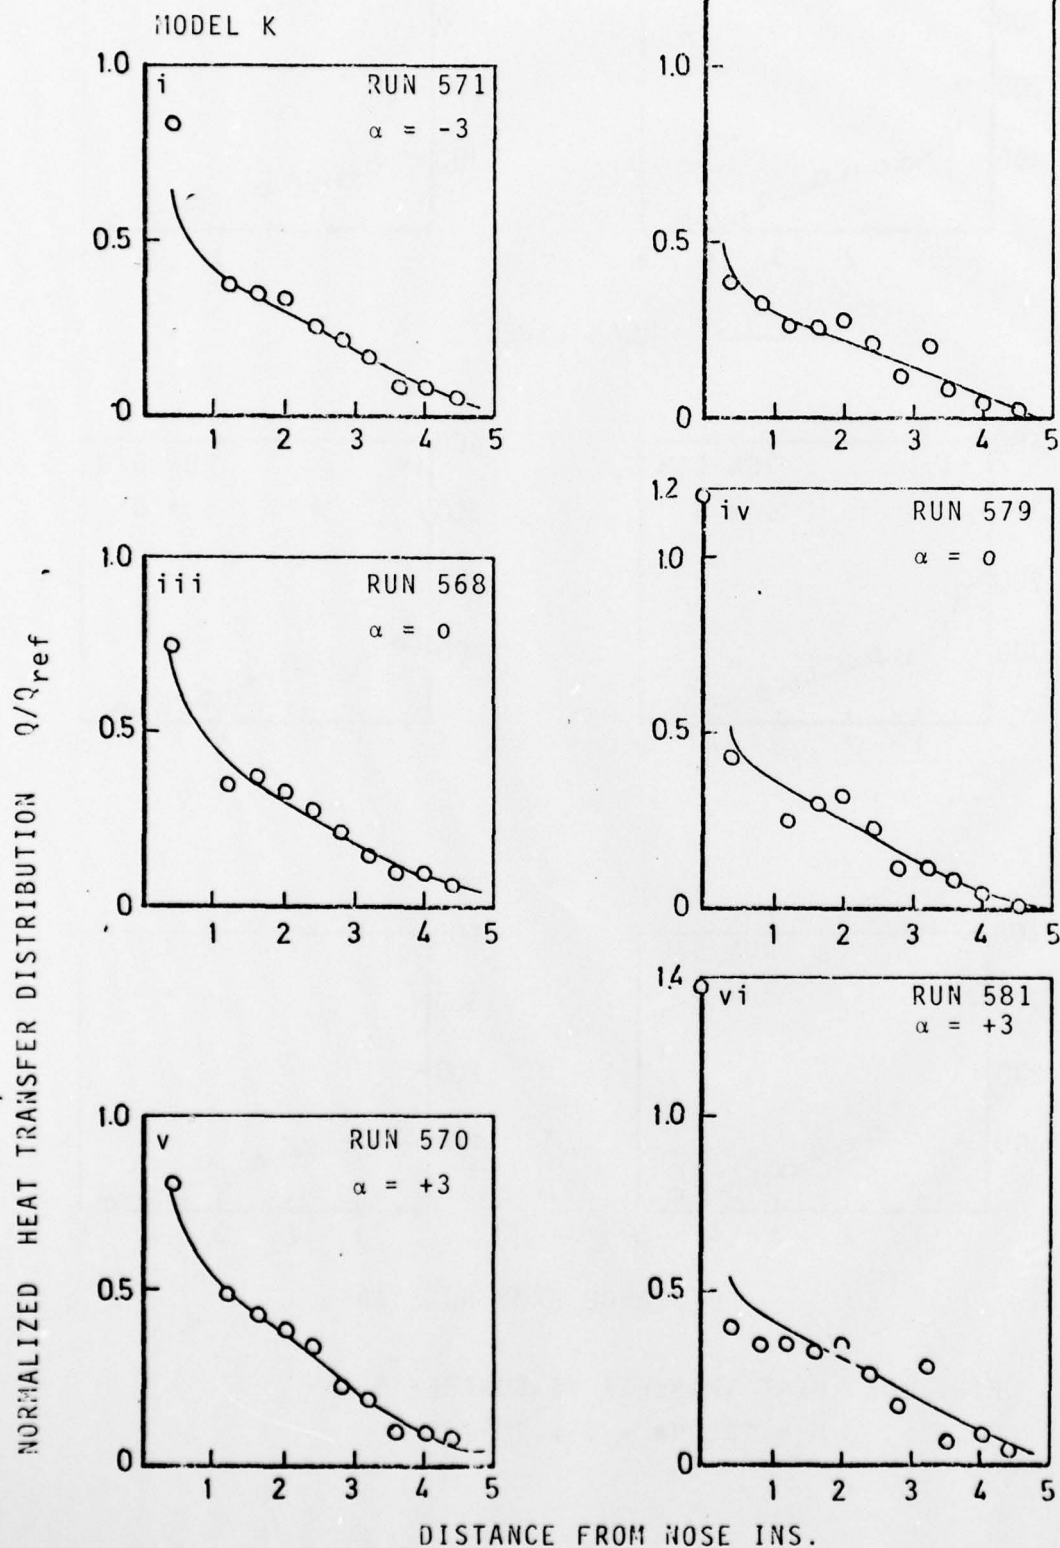 MODEL K
1.0
i RUN 571
α = -3
0.5
0
1 2 3 4 5
1.0
0.5
0
1 2 3 4 5
1.0
iii RUN 568
α = 0
0.5
0
1 2 3 4 5
1.2
iv RUN 579
1.0
α = 0
0.5
0
1 2 3 4 5
1.0
v RUN 570
α = +3
0.5
0
1 2 3 4 5
1.4
vi RUN 581
α = +3
1.0
0.5
0
1 2 3 4 5
NORMALIZED HEAT TRANSFER DISTRIBUTION Q/Qref
DISTANCE FROM NOSE INS.